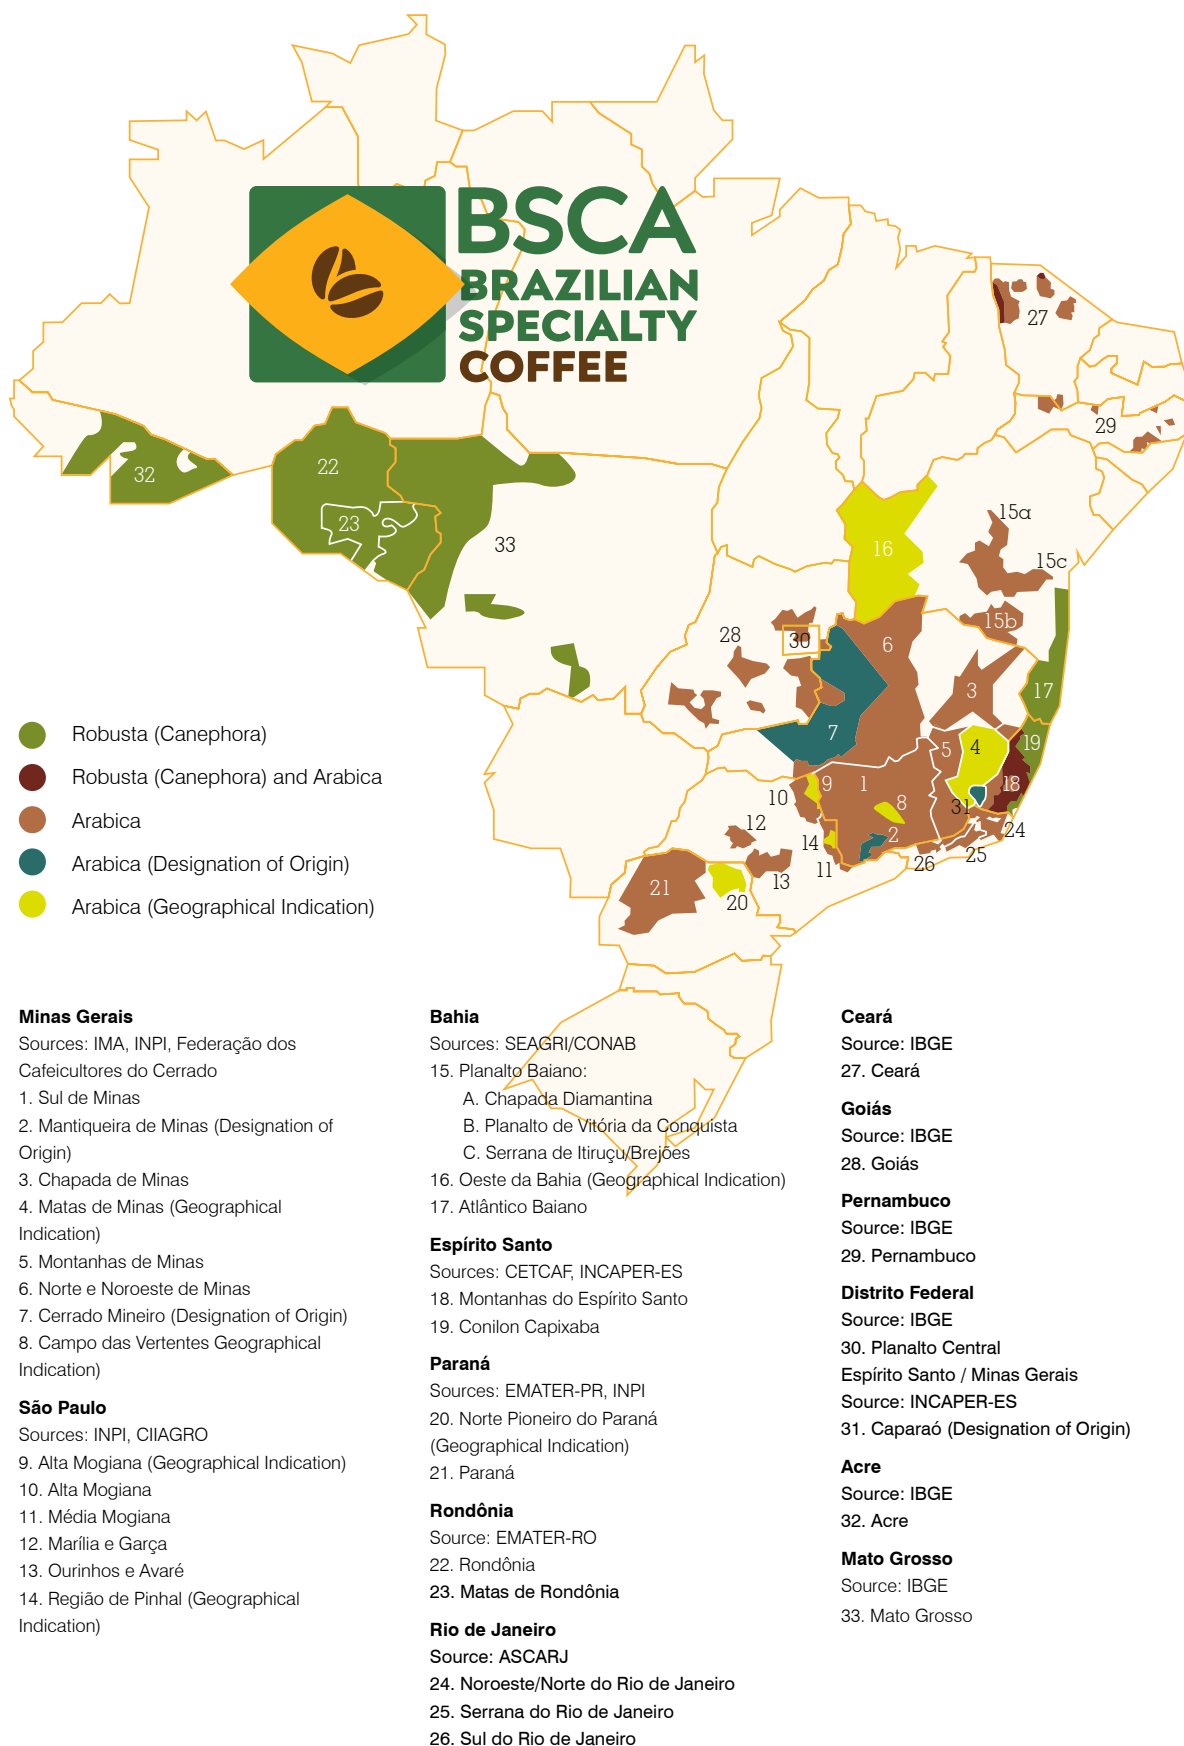 BSCA
BRAZILIAN
SPECIALTY
COFFEE
27
29
32
22
23
33
15a
15c
16
15b
28
30
6
3
17
7
5
4
19
10
9
1
8
18
31
12
14
2
24
25
26
11
13
21
20
Robusta (Canephora)
Robusta (Canephora) and Arabica
Arabica
Arabica (Designation of Origin)
Arabica (Geographical Indication)
Minas Gerais
Sources: IMA, INPI, Federação dos
Cafeicultores do Cerrado
1. Sul de Minas
2. Mantiqueira de Minas (Designation of
Origin)
3. Chapada de Minas
4. Matas de Minas (Geographical
Indication)
5. Montanhas de Minas
6. Norte e Noroeste de Minas
7. Cerrado Mineiro (Designation of Origin)
8. Campo das Vertentes Geographical
Indication)
São Paulo
Sources: INPI, CIIAGRO
9. Alta Mogiana (Geographical Indication)
10. Alta Mogiana
11. Média Mogiana
12. Marília e Garça
13. Ourinhos e Avaré
14. Região de Pinhal (Geographical
Indication)
Bahia
Sources: SEAGRI/CONAB
15. Planalto Baiano:
A. Chapada Diamantina
B. Planalto de Vitória da Conquista
C. Serrana de Itiruçu/Brejões
16. Oeste da Bahia (Geographical Indication)
17. Atlântico Baiano
Espírito Santo
Sources: CETCAF, INCAPER-ES
18. Montanhas do Espírito Santo
19. Conilon Capixaba
Paraná
Sources: EMATER-PR, INPI
20. Norte Pioneiro do Paraná
(Geographical Indication)
21. Paraná
Rondônia
Source: EMATER-RO
22. Rondônia
23. Matas de Rondônia
Rio de Janeiro
Source: ASCARJ
24. Noroeste/Norte do Rio de Janeiro
25. Serrana do Rio de Janeiro
26. Sul do Rio de Janeiro
Ceará
Source: IBGE
27. Ceará
Goiás
Source: IBGE
28. Goiás
Pernambuco
Source: IBGE
29. Pernambuco
Distrito Federal
Source: IBGE
30. Planalto Central
Espírito Santo / Minas Gerais
Source: INCAPER-ES
31. Caparaó (Designation of Origin)
Acre
Source: IBGE
32. Acre
Mato Grosso
Source: IBGE
33. Mato Grosso